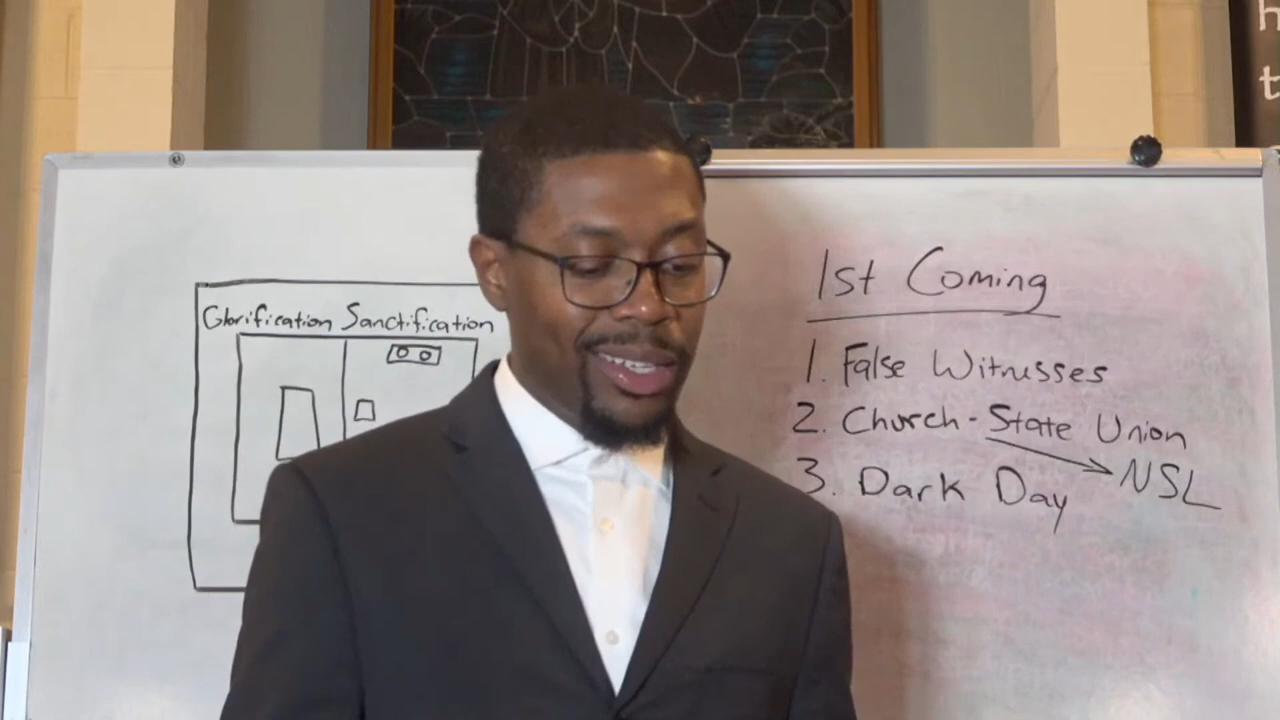 Glorification Sanctification
1st Coming
1. False Witnesses
2. Church-State Union
NSL
3. Dark Day